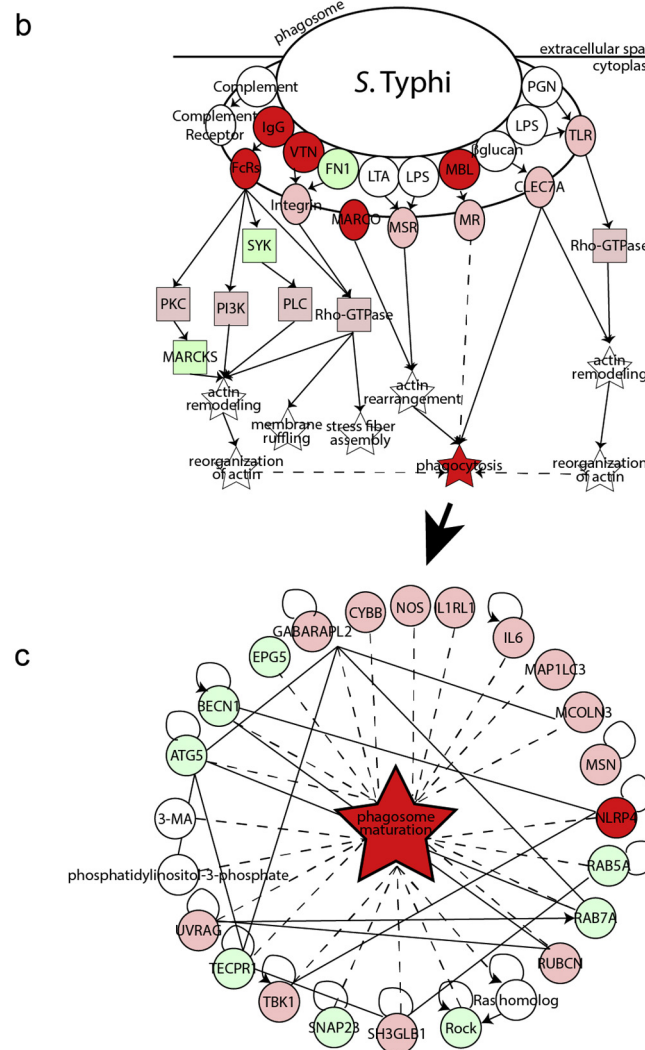 b
phagosome
extracellular spa
cytoplas
S. Typhi
Complement
PGN
Complement
Receptor
IgG
LPS
TLR
VTN
βglucan
FcRs
FN1
LTA
LPS
MBL
CLEC7A
Integrin
MARCO
MSR
MR
SYK
Rho-GTPase
PKC
PI3K
PLC
Rho-GTPase
MARCKS
actin
remodeling
actin
rearrangement
actin
remodeling
membrane
ruffling
stress fiber
assembly
reorganization
of actin
phagocytosis
reorganization
of actin
c
CYBB
NOS
IL1RL1
GABARAPL2
IL6
EPG5
MAP1LC3
BECN1
MCOLN3
ATG5
MSN
3-MA
phagosome
maturation
NLRP4
phosphatidylinositol-3-phosphate
RAB5A
UVRAG
RAB7A
TECPR1
RUBCN
TBK1
Ras homolog
SNAP23
SH3GLB1
Rock